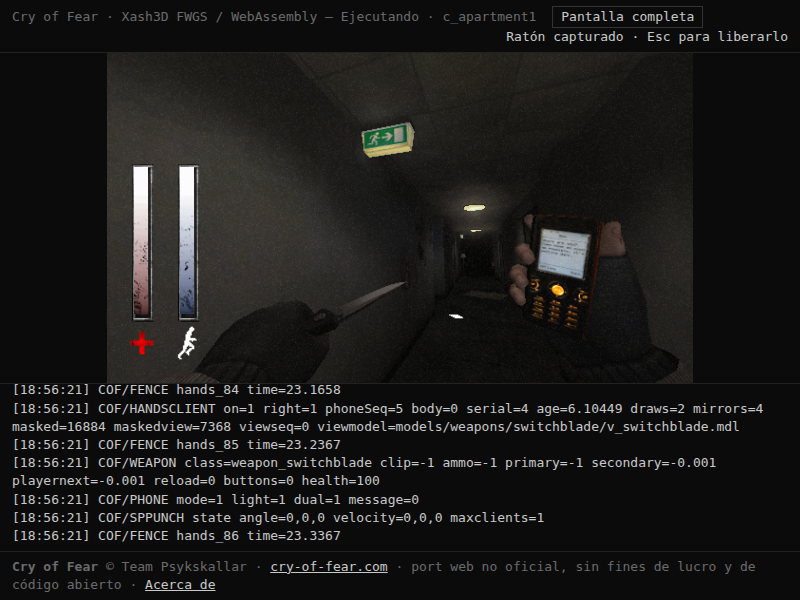 Cry of Fear · Xash3D FWGS / WebAssembly — Ejecutando · c_apartment1
Pantalla completa
Ratón capturado · Esc para liberarlo
[18:56:21] COF/FENCE hands_84 time=23.1658
[18:56:21] COF/HANDSCLIENT on=1 right=1 phoneSeq=5 body=0 serial=4 age=6.10449 draws=2 mirrors=4
masked=16884 maskedview=7368 viewseq=0 viewmodel=models/weapons/switchblade/v_switchblade.mdl
[18:56:21] COF/FENCE hands_85 time=23.2367
[18:56:21] COF/WEAPON class=weapon_switchblade clip=-1 ammo=-1 primary=-1 secondary=-0.001
playernext=-0.001 reload=0 buttons=0 health=100
[18:56:21] COF/PHONE mode=1 light=1 dual=1 message=0
[18:56:21] COF/SPPUNCH state angle=0,0,0 velocity=0,0,0 maxclients=1
[18:56:21] COF/FENCE hands_86 time=23.3367
Cry of Fear © Team Psykskallar · cry-of-fear.com · port web no oficial, sin fines de lucro y de
código abierto · Acerca de